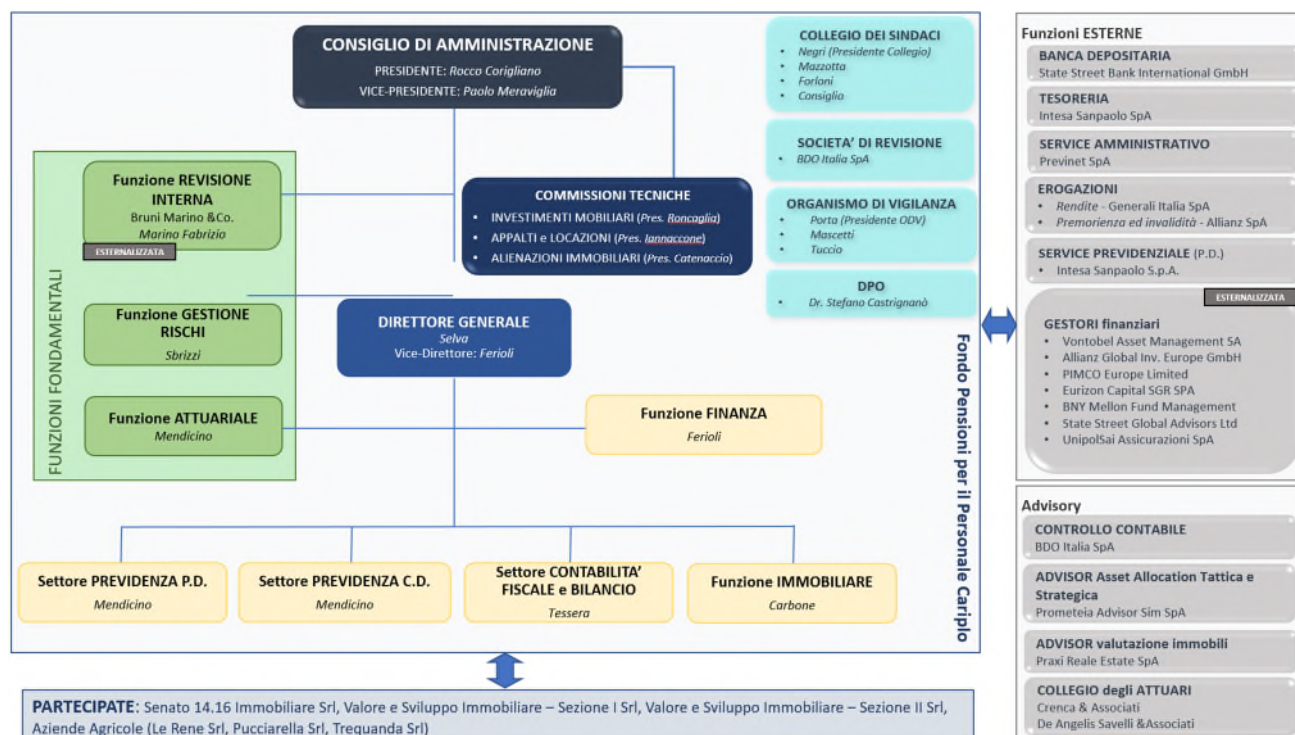 CONSIGLIO DI AMMINISTRAZIONE
PRESIDENTE: Rocco Corigliano
VICE-PRESIDENTE: Paolo Meraviglia
COLLEGIO DEI SINDACI
• Negri (Presidente Collegio)
• Mazzotta
• Forloni
• Consiglio
SOCIETA' DI REVISIONE
• BDO Italia SpA
ORGANISMO DI VIGILANZA
• Porta (Presidente ODV)
• Mascetti
• Tuccio
DPO
• Dr. Stefano Castrignanò
FUNZIONI FONDAMENTALI
Funzione REVISIONE
INTERNA
Bruni Marino &Co.
Marino Fabrizio
ESTERNALIZZATA
Funzione GESTIONE
RISCHI
Sbrizzi
Funzione ATTUARIALE
Mendicino
COMMISSIONI TECNICHE
• INVESTIMENTI MOBILIARI (Pres. Roncaglia)
• APPALTI e LOCAZIONI (Pres. Iannaccone)
• ALIENAZIONI IMMOBILIARI (Pres. Catenaccio)
DIRETTORE GENERALE
Selva
Vice-Direttore: Ferioli
Funzione FINANZA
Ferioli
Settore PREVIDENZA P.D.
Mendicino
Settore PREVIDENZA C.D.
Mendicino
Settore CONTABILITA'
FISCALE e BILANCIO
Tessera
Funzione IMMOBILIARE
Carbone
Fondo Pensioni per il Personale Cariplo
PARTECIPATE: Senato 14.16 Immobiliare Srl, Valore e Sviluppo Immobiliare – Sezione I Srl, Valore e Sviluppo Immobiliare – Sezione II Srl,
Aziende Agricole (Le Rene Srl, Pucciarella Srl, Trequanda Srl)
Funzioni ESTERNE
BANCA DEPOSITARIA
State Street Bank International GmbH
TESORERIA
Intesa Sanpaolo SpA
SERVICE AMMINISTRATIVO
Previnet SpA
EROGAZIONI
• Rendite - Generali Italia SpA
• Premorienza ed invalidità - Allianz SpA
SERVICE PREVIDENZIALE (P.D.)
• Intesa Sanpaolo S.p.A.
ESTERNALIZZATA
GESTORI finanziari
• Vontobel Asset Management SA
• Allianz Global Inv. Europe GmbH
• PIMCO Europe Limited
• Eurizon Capital SGR SPA
• BNY Mellon Fund Management
• State Street Global Advisors Ltd
• UnipolSai Assicurazioni SpA
Advisory
CONTROLLO CONTABILE
BDO Italia SpA
ADVISOR Asset Allocation Tattica e
Strategica
Prometeia Advisor Sim SpA
ADVISOR valutazione immobili
Praxi Reale Estate SpA
COLLEGIO degli ATTUARI
Crenca & Associati
De Angelis Savelli &Associati